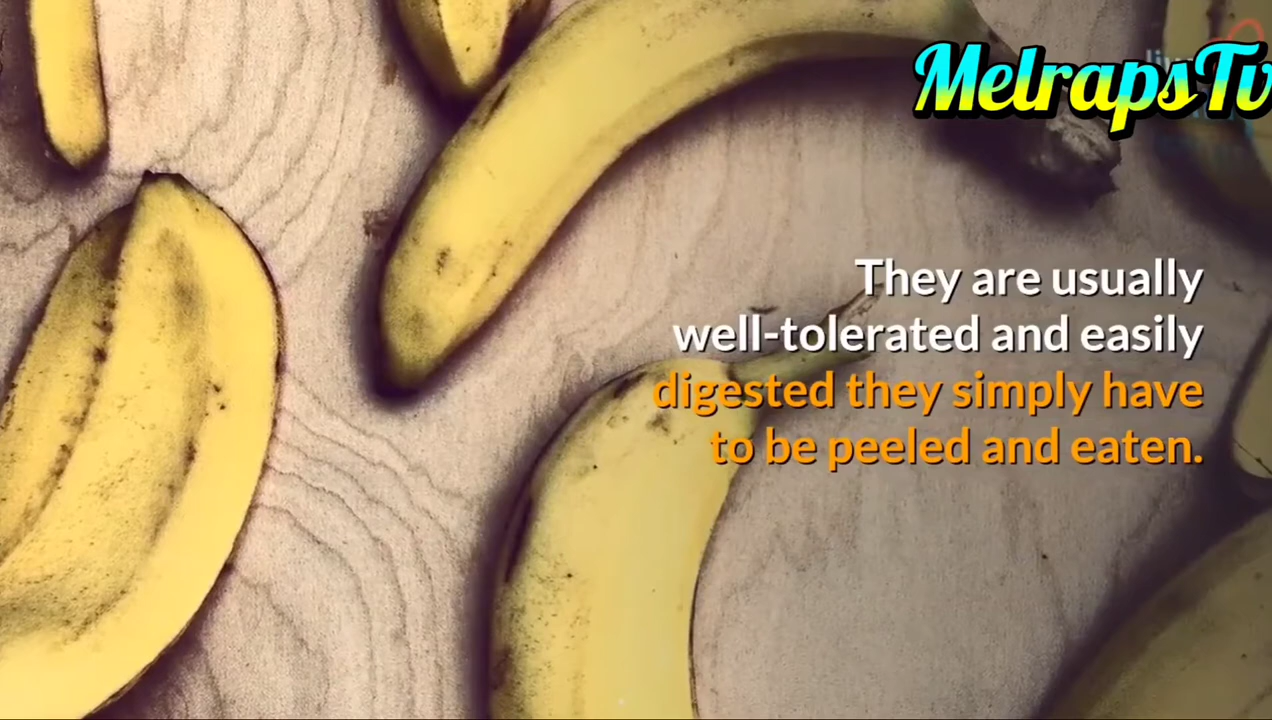 MelrapsTv
They are usually
well-tolerated and easily
digested they simply have
to be peeled and eaten.